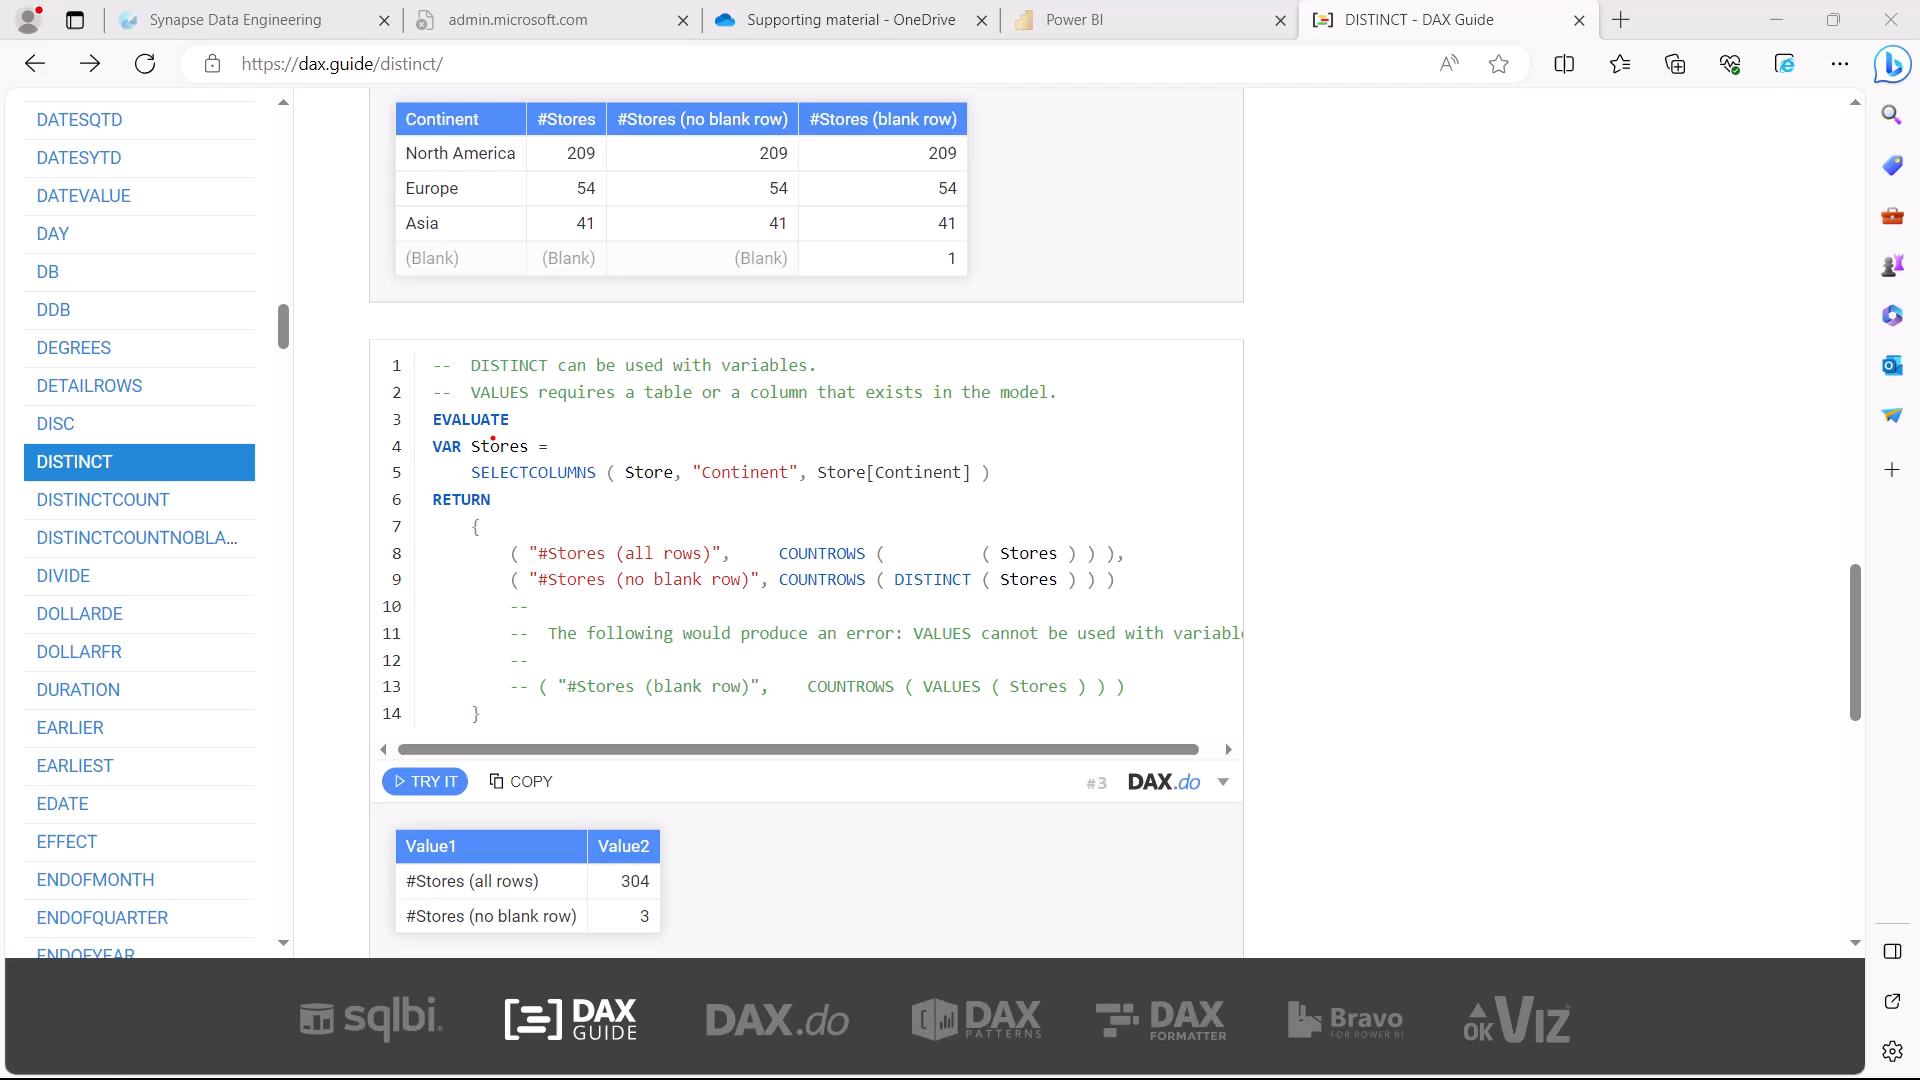 Synapse Data Engineering
admin.microsoft.com
Supporting material - OneDrive
Power BI
DISTINCT - DAX Guide
https://dax.guide/distinct/
DATESQTD
DATESYTD
DATEVALUE
DAY
DB
DDB
DEGREES
DETAILROWS
DISC
DISTINCT
DISTINCTCOUNT
DISTINCTCOUNTNOBLA...
DIVIDE
DOLLARDE
DOLLARFR
DURATION
EARLIER
EARLIEST
EDATE
EFFECT
ENDOFMONTH
ENDOFQUARTER
ENDOFYEAR
Continent #Stores #Stores (no blank row) #Stores (blank row)
North America 209 209 209
Europe 54 54 54
Asia 41 41 41
(Blank) (Blank) (Blank) 1
1 -- DISTINCT can be used with variables.
2 -- VALUES requires a table or a column that exists in the model.
3 EVALUATE
4 VAR Stores =
5 SELECTCOLUMNS ( Store, "Continent", Store[Continent] )
6 RETURN
7 {
8 ( "#Stores (all rows)", COUNTROWS ( ( Stores ) ) ),
9 ( "#Stores (no blank row)", COUNTROWS ( DISTINCT ( Stores ) ) )
10 --
11 -- The following would produce an error: VALUES cannot be used with variabl
12 --
13 -- ( "#Stores (blank row)", COUNTROWS ( VALUES ( Stores ) ) )
14 }
TRY IT COPY #3 DAX.do
Value1 Value2
#Stores (all rows) 304
#Stores (no blank row) 3
sqlbi.
DAX GUIDE
DAX.do
DAX PATTERNS
DAX FORMATTER
Bravo FOR POWER BI
OK VIZ